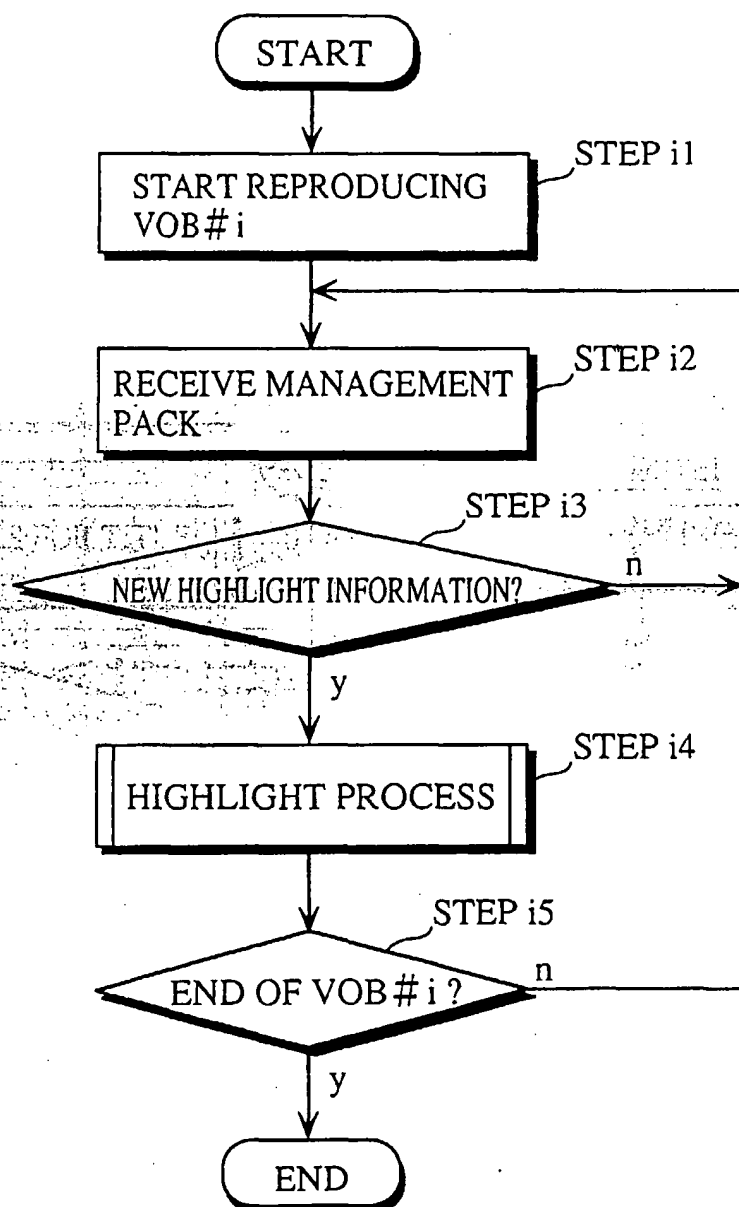 START
STEP i1
START REPRODUCING
VOB# i
STEP i2
RECEIVE MANAGEMENT
PACK
STEP i3
NEW HIGHLIGHT INFORMATION?
n
y
STEP i4
HIGHLIGHT PROCESS
STEP i5
END OF VOB# i ?
n
y
END